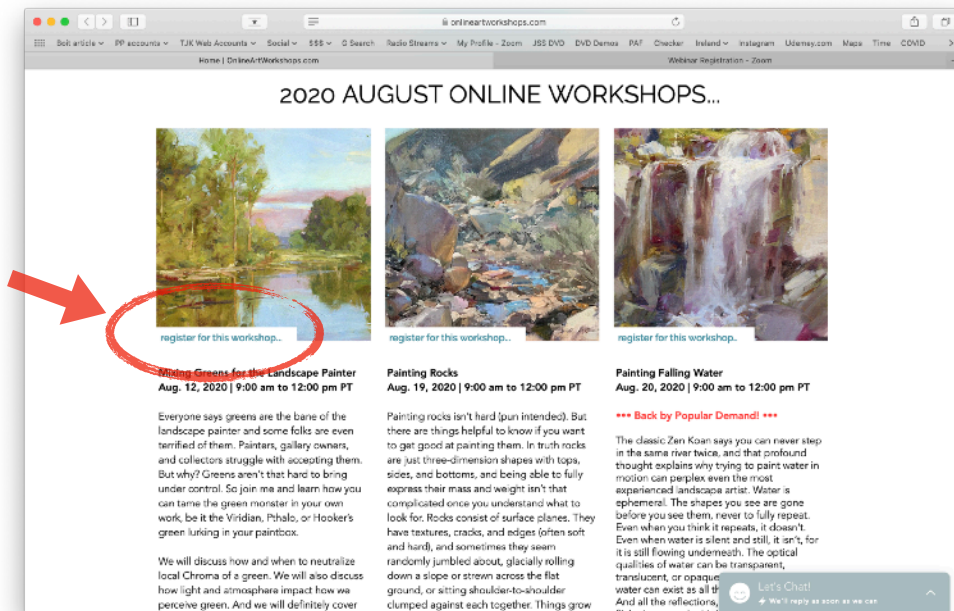 onlineartworkshops.com
Boit article PP accounts TJK Web Accounts Social $$$ G Search Radio Streams My Profile - Zoom JSS DVD DVD Demos PAF Checker Ireland Instagram Udemey.com Maps Time COVID
Home | OnlineArtWorkshops.com
Webinar Registration - Zoom
2020 AUGUST ONLINE WORKSHOPS...
register for this workshop...
Mixing Greens for the Landscape Painter
Aug. 12, 2020 | 9:00 am to 12:00 pm PT
Everyone says greens are the bane of the
landscape painter and some folks are even
terrified of them. Painters, gallery owners,
and collectors struggle with accepting them.
But why? Greens aren't that hard to bring
under control. So join me and learn how you
can tame the green monster in your own
work, be it the Viridian, Pthalo, or Hooker's
green lurking in your paintbox.
We will discuss how and when to neutralize
local Chroma of a green. We will also discuss
how light and atmosphere impact how we
perceive green. And we will definitely cover
register for this workshop...
Painting Rocks
Aug. 19, 2020 | 9:00 am to 12:00 pm PT
Painting rocks isn't hard (pun intended). But
there are things helpful to know if you want
to get good at painting them. In truth rocks
are just three-dimension shapes with tops,
sides, and bottoms, and being able to fully
express their mass and weight isn't that
complicated once you understand what to
look for. Rocks consist of surface planes. They
have textures, cracks, and edges (often soft
and hard), and sometimes they seem
randomly jumbled about, glacially rolling
down a slope or strewn across the flat
ground, or sitting shoulder-to-shoulder
clumped against each together. Things grow
register for this workshop...
Painting Falling Water
Aug. 20, 2020 | 9:00 am to 12:00 pm PT
*** Back by Popular Demand! ***
The classic Zen Koan says you can never step
in the same river twice, and that profound
thought explains why trying to paint water in
motion can perplex even the most
experienced landscape artist. Water is
ephemeral. The shapes you see are gone
before you see them, never to fully repeat.
Even when you think it repeats, it doesn't.
Even when water is silent and still, it isn't, for
it is still flowing underneath. The optical
qualities of water can be transparent,
translucent, or opaque
water can exist as all th
And all the reflections,
Let's Chat!
We'll reply as soon as we can